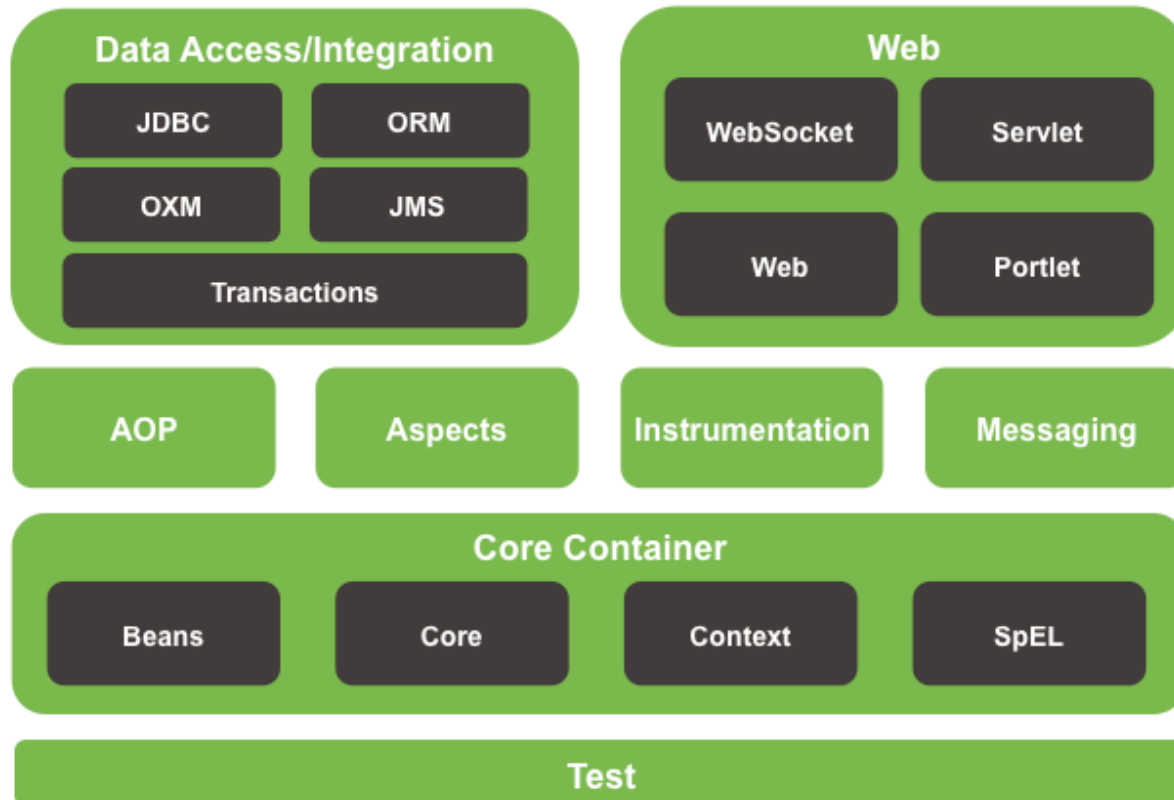 Data Access/Integration
JDBC
ORM
OXM
JMS
Transactions
Web
WebSocket
Servlet
Web
Portlet
AOP
Aspects
Instrumentation
Messaging
Core Container
Beans
Core
Context
SpEL
Test